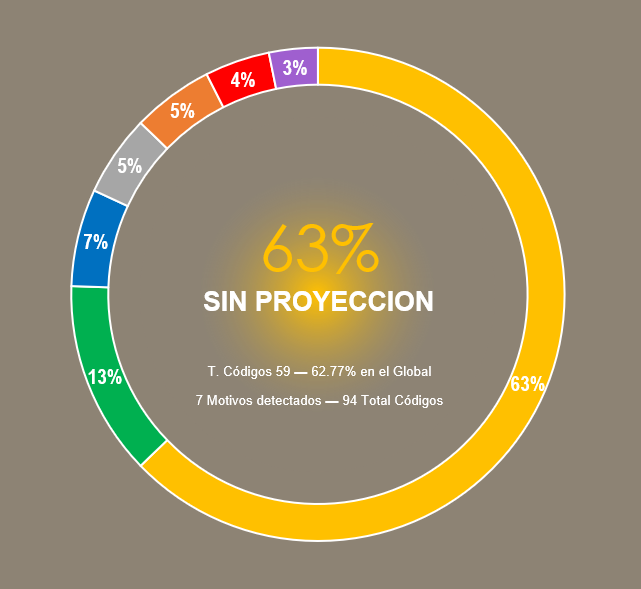 3%
4%
5%
5%
7%
63%
SIN PROYECCION
T. Códigos 59 — 62.77% en el Global
13%
63%
7 Motivos detectados — 94 Total Códigos